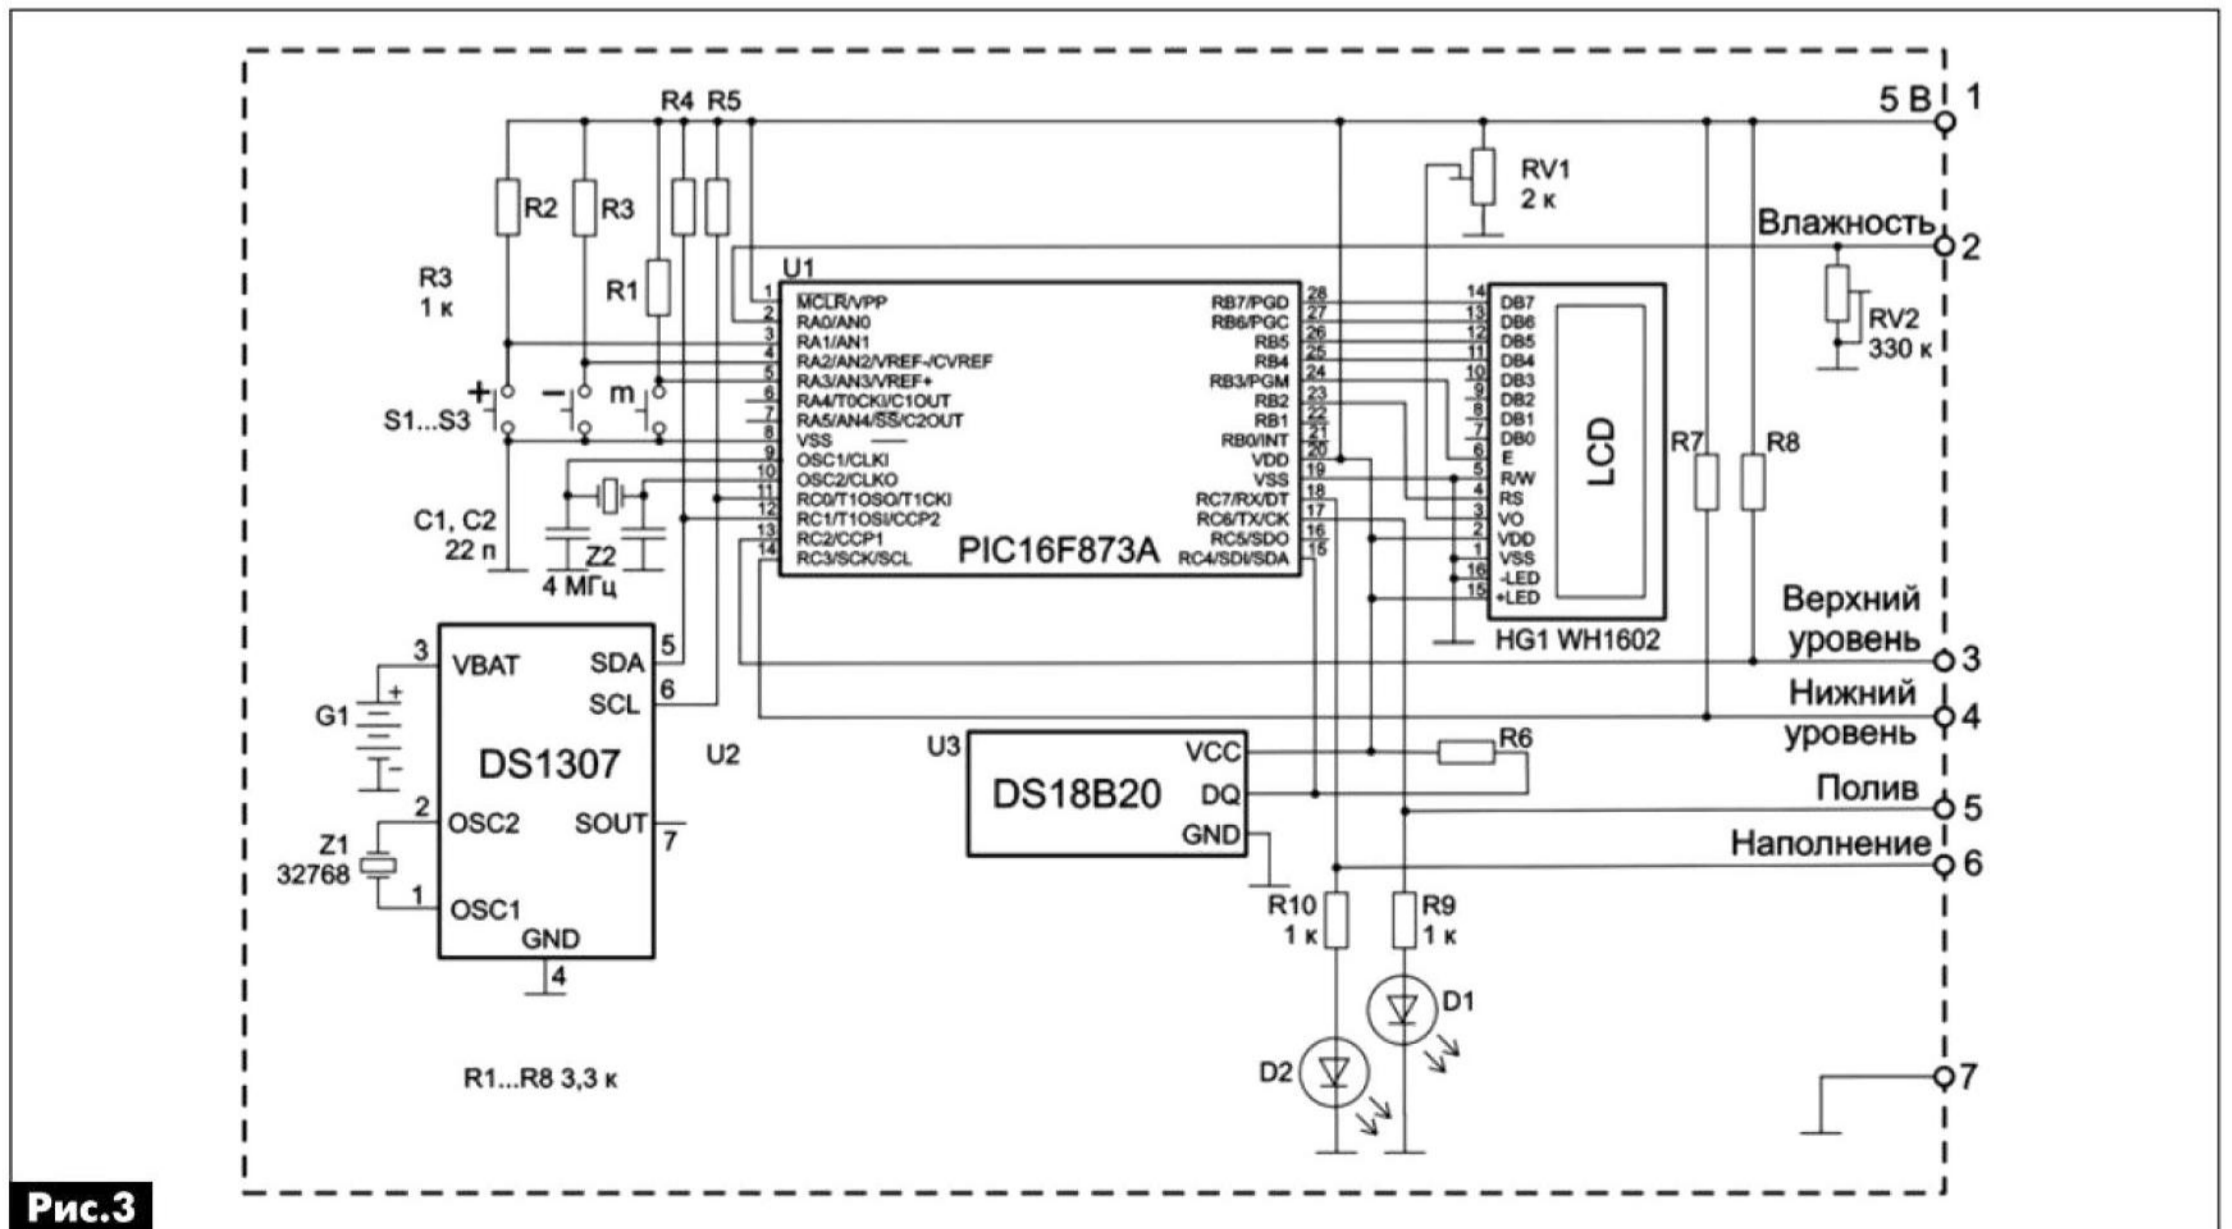 R4 R5
5 В 1
R2
R3
RV1
2 к
Влажность
2
R3
1 к
R1
U1
1 MCLR/VPP
2 RA0/AN0
3 RA1/AN1
4 RA2/AN2/VREF-/CVREF
5 RA3/AN3/VREF+
6 RA4/T0CKI/C1OUT
7 RA5/AN4/SS/C2OUT
8 VSS
9 OSC1/CLKI
10 OSC2/CLKO
11 RC0/T1OSO/T1CKI
12 RC1/T1OSI/CCP2
13 RC2/CCP1
14 RC3/SCK/SCL
PIC16F873A
RB7/PGD 28
RB6/PGC 27
RB5 26
RB4 25
RB3/PGM 24
RB2 23
RB1 22
RB0/INT 21
VDD 20
VSS 19
RC7/RX/DT 18
RC6/TX/CK 17
RC5/SDO 16
RC4/SDI/SDA 15
14 DB7
13 DB6
12 DB5
11 DB4
10 DB3
9 DB2
8 DB1
7 DB0
6 E
5 R/W
4 RS
3 VO
2 VDD
1 VSS
16 -LED
15 +LED
LCD
HG1 WH1602
RV2
330 к
R7
R8
+
−
m
S1...S3
C1, C2
22 п
Z2
4 МГц
Верхний
уровень
3
Нижний
уровень
4
3 VBAT
SDA 5
SCL 6
G1
+
-
DS1307
U2
2 OSC2
SOUT
7
Z1
32768
1 OSC1
GND
4
U3
VCC
DS18B20
DQ
GND
R6
Полив
5
Наполнение
6
R10
1 к
R9
1 к
D1
D2
7
R1...R8 3,3 к
Рис.3